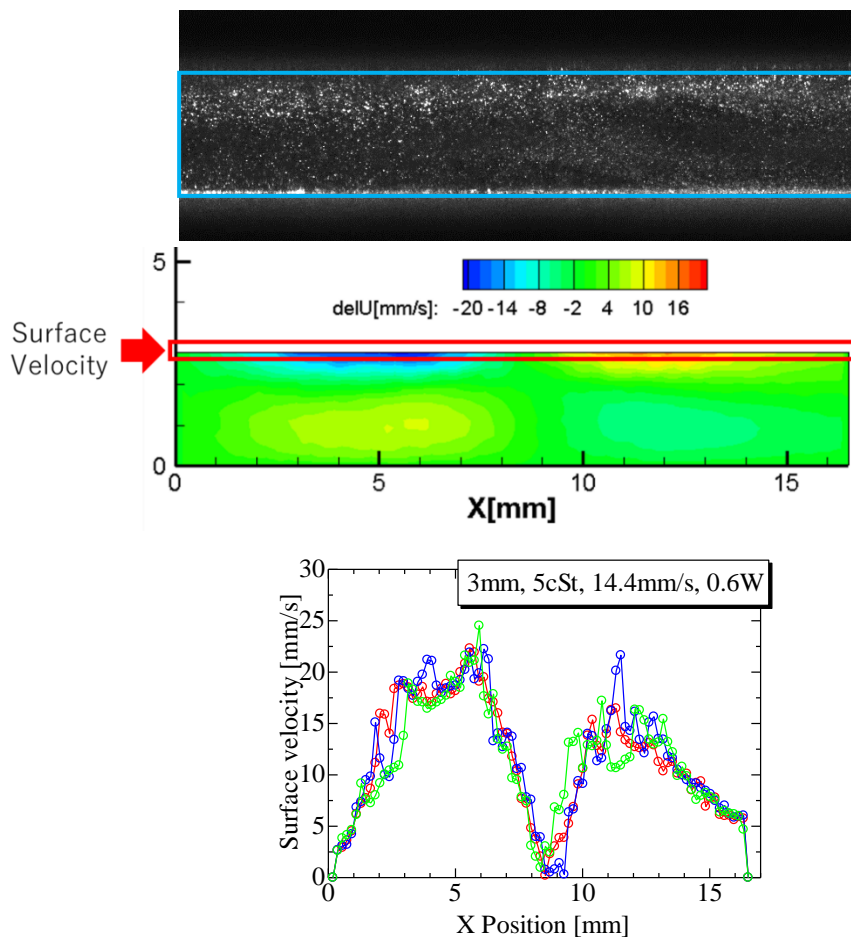 5
delU[mm/s]: -20 -14 -8 -2 4 10 16
Surface
Velocity
0
0 5 10 15
X[mm]
30
3mm, 5cSt, 14.4mm/s, 0.6W
25
20
15
10
5
0
Surface velocity [mm/s]
0 5 10 15
X Position [mm]